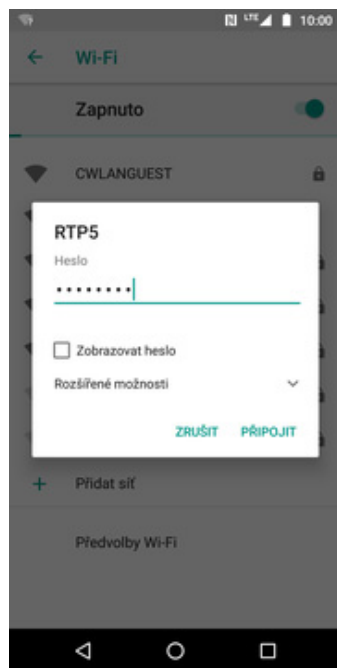 LTE 10:00
Wi-Fi
Zapnuto
CWLANGUEST
RTP5
Heslo
••••••••
Zobrazovat heslo
Rozšířené možnosti
ZRUŠIT PŘIPOJIT
Přidat síť
Předvolby Wi-Fi